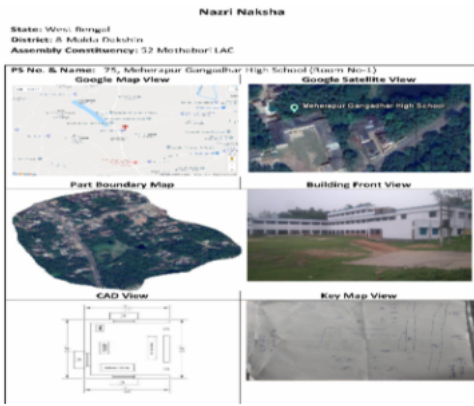 Nazri Naksha
State: West Bengal
District: 8 Malda Dakshin
Assembly Constituency: 52 Mothabari LAC
PS No. & Name: 75, Meherapur Gangadhar High School (Room No-1)
Google Map View
Google Satellite View
Meherapur Gangadhar High School
Part Boundary Map
Building Front View
CAD View
Key Map View